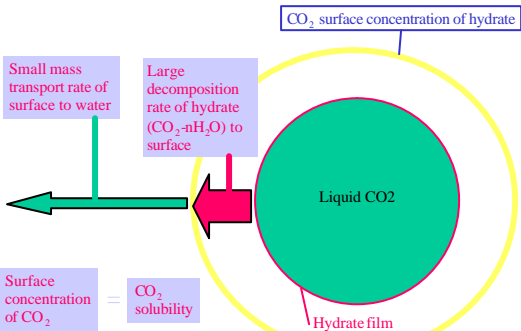 CO2 surface concentration of hydrate
Small mass
transport rate of
surface to water
Large
decomposition
rate of hydrate
(CO2-nH2O) to
surface
Liquid CO2
Surface
concentration
of CO2
=
CO2
solubility
Hydrate film